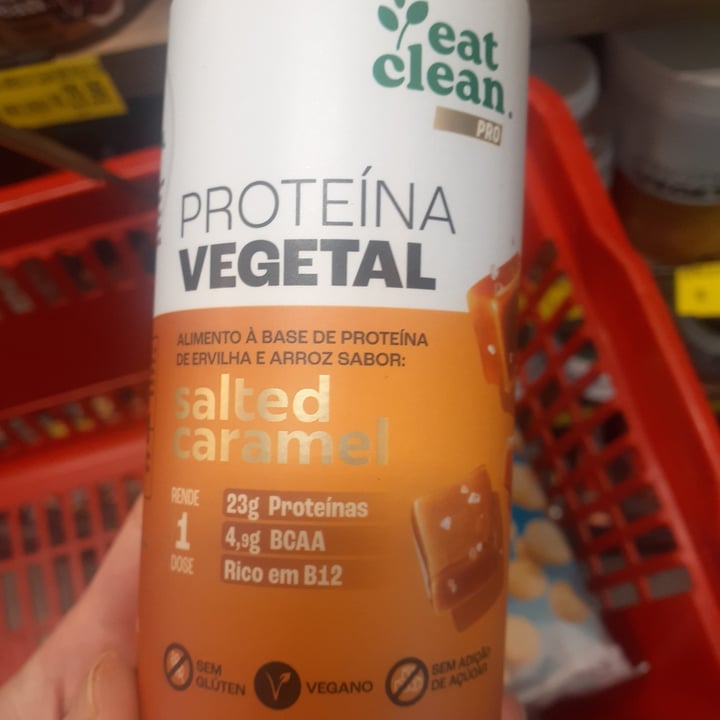 eat
clean.
PRO
PROTEÍNA
VEGETAL
ALIMENTO À BASE DE PROTEÍNA
DE ERVILHA E ARROZ SABOR:
salted
caramel
RENDE
1
DOSE
23g Proteínas
4,9g BCAA
Rico em B12
SEM
GLÚTEN
VEGANO
SEM ADIÇÃO
DE AÇÚCAR